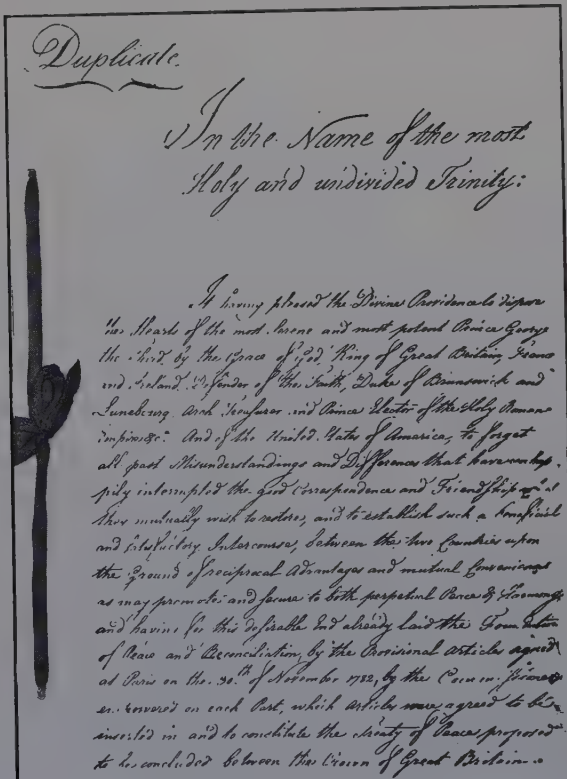 Duplicate.
In the Name of the most
Holy and undivided Trinity:
It having pleased the Divine Providence to dispose
the Hearts of the most Serene and most potent Prince George
the Third, by the Grace of God, King of Great Britain, France
and Ireland, Defender of the Faith, Duke of Brunswick and
Luneburg, Arch Treasurer and Prince Elector of the Holy Roman
Empire &ca. And of the United States of America, to forget
all past Misunderstandings and Differences that have unhap-
pily interrupted the good Correspondence and Friendship which
they mutually wish to restore; and to establish such a beneficial
and satisfactory Intercourse, between the two Countries upon
the Ground of reciprocal Advantages and mutual Convenience
as may promote and secure to both perpetual Peace & Harmony,
and having for this desirable End already laid the Foundation
of Peace and Reconciliation, by the Provisional Articles signed
at Paris on the 30.th of November 1782, by the Commissioners
empowered on each Part, which Articles were agreed to be
inserted in and to constitute the Treaty of Peace proposed
to be concluded between the Crown of Great Britain